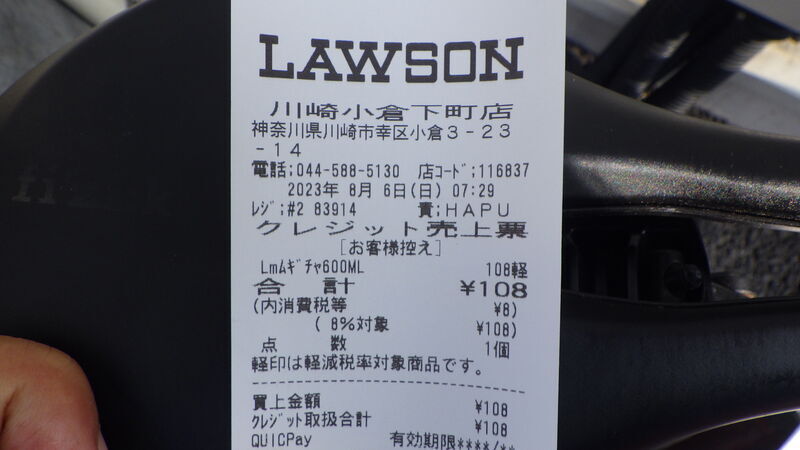 LAWSON
川崎小倉下町店
神奈川県川崎市幸区小倉3-23
-14
電話:044-588-5130 店コード:116837
2023年 8月 6日(日) 07:29
レジ:#2 83914 責:HAPU
クレジット売上票
[お客様控え]
Lmムギチャ600ML 108軽
合計 ¥108
(内消費税等 ¥8)
( 8%対象 ¥108)
点 数 1個
軽印は軽減税率対象商品です。
買上金額 ¥108
クレジット取扱合計 ¥108
QUICPay 有効期限****/**